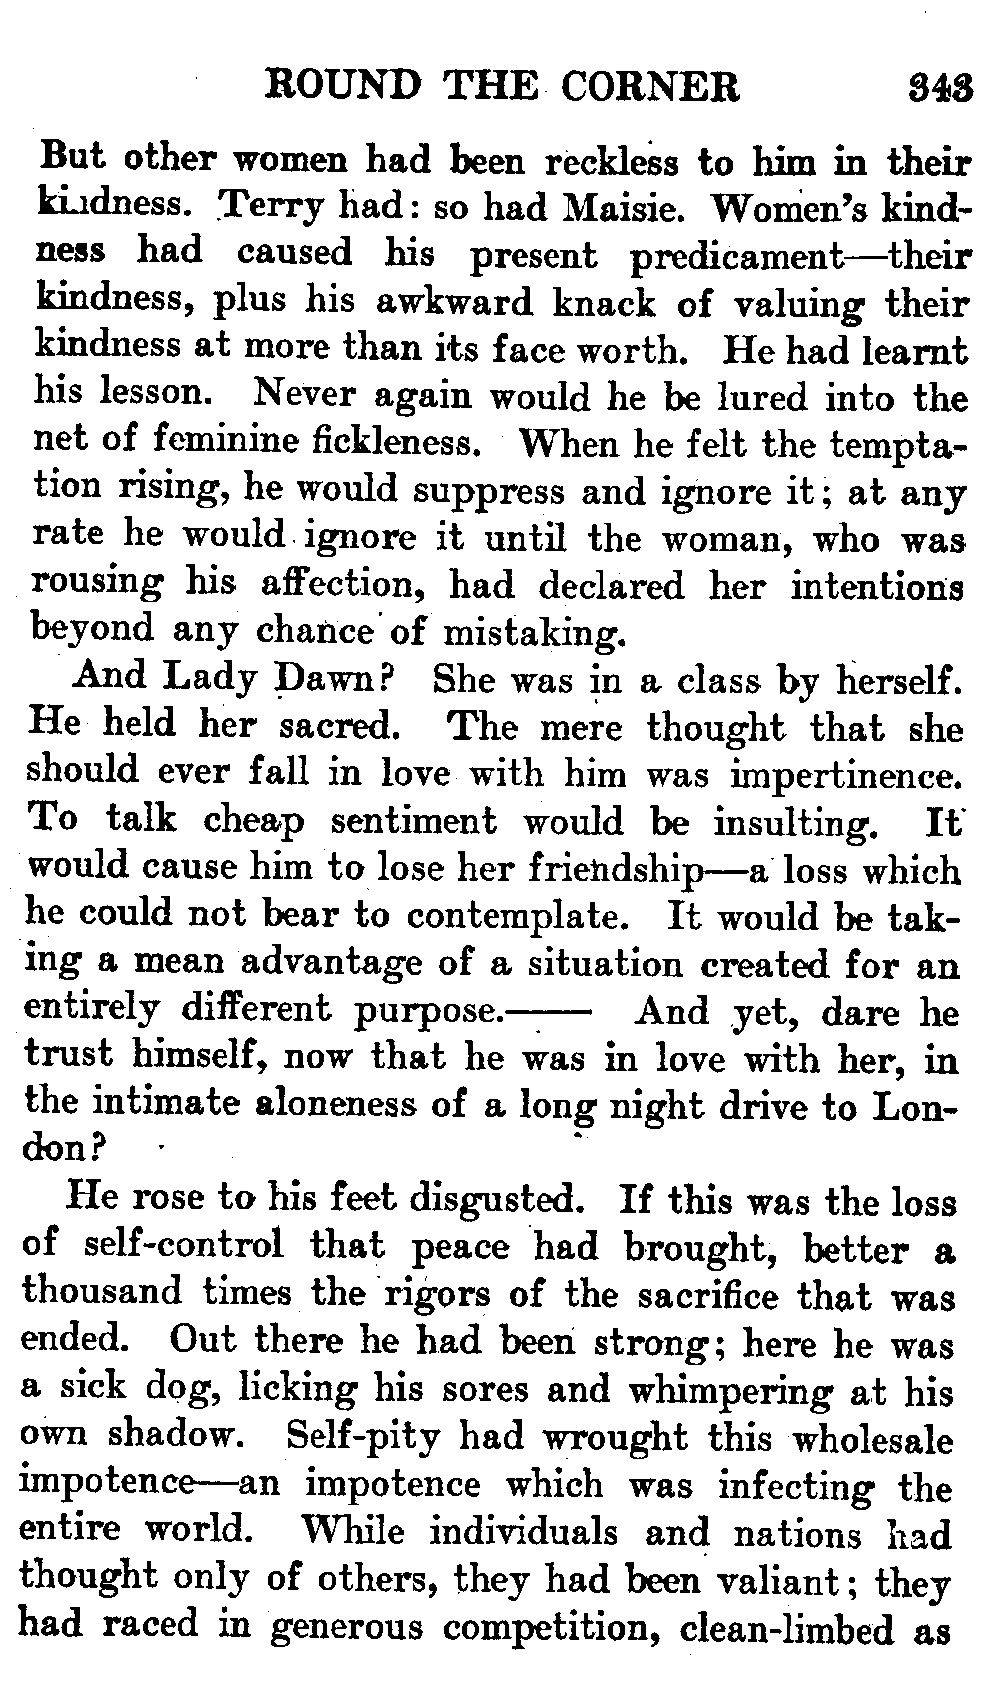 ROUND THE CORNER 343
But other women had been reckless to him in their
kindness. Terry had: so had Maisie. Women's kind-
ness had caused his present predicament—their
kindness, plus his awkward knack of valuing their
kindness at more than its face worth. He had learnt
his lesson. Never again would he be lured into the
net of feminine fickleness. When he felt the tempta-
tion rising, he would suppress and ignore it; at any
rate he would ignore it until the woman, who was
rousing his affection, had declared her intentions
beyond any chance of mistaking.
And Lady Dawn? She was in a class by herself.
He held her sacred. The mere thought that she
should ever fall in love with him was impertinence.
To talk cheap sentiment would be insulting. It
would cause him to lose her friendship—a loss which
he could not bear to contemplate. It would be tak-
ing a mean advantage of a situation created for an
entirely different purpose.—— And yet, dare he
trust himself, now that he was in love with her, in
the intimate aloneness of a long night drive to Lon-
don?
He rose to his feet disgusted. If this was the loss
of self-control that peace had brought, better a
thousand times the rigors of the sacrifice that was
ended. Out there he had been strong; here he was
a sick dog, licking his sores and whimpering at his
own shadow. Self-pity had wrought this wholesale
impotence—an impotence which was infecting the
entire world. While individuals and nations had
thought only of others, they had been valiant; they
had raced in generous competition, clean-limbed as